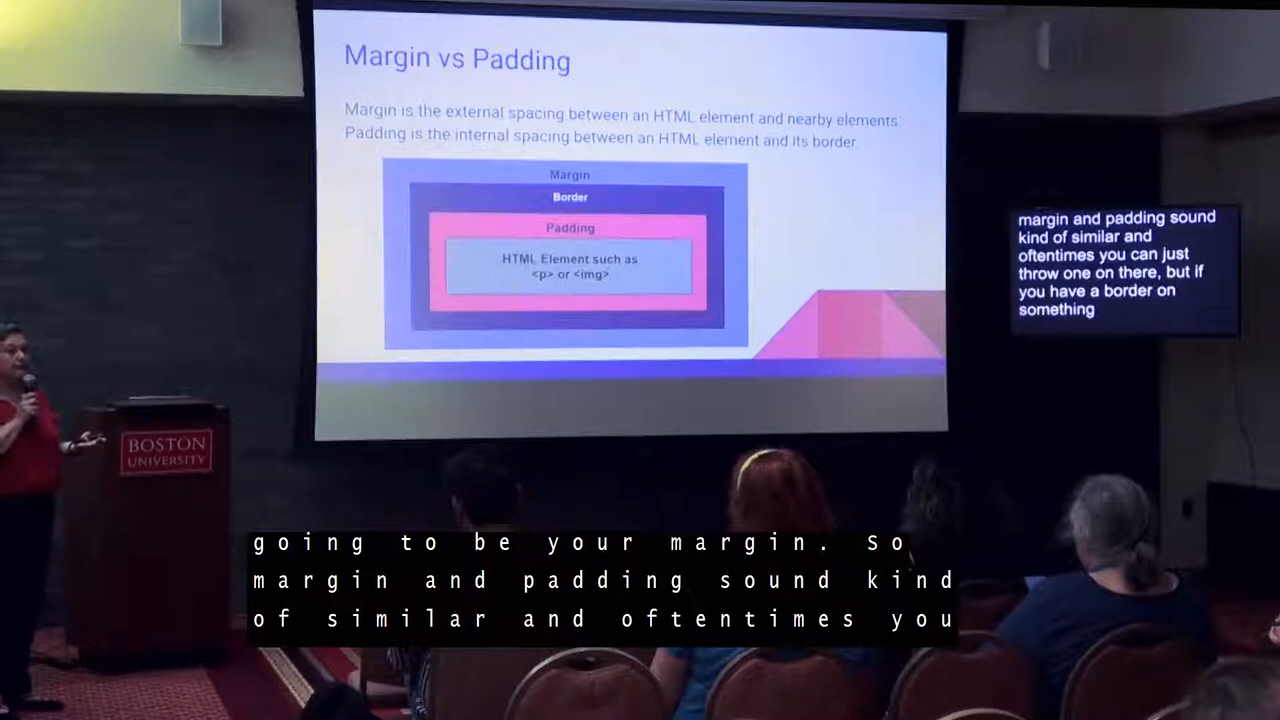 Margin vs Padding
Margin is the external spacing between an HTML element and nearby elements.
Padding is the internal spacing between an HTML element and its border.
Margin
Border
Padding
HTML Element such as
<p> or <img>
margin and padding sound
kind of similar and
oftentimes you can just
throw one on there, but if
you have a border on
something
BOSTON
UNIVERSITY
going to be your margin. So
margin and padding sound kind
of similar and oftentimes you